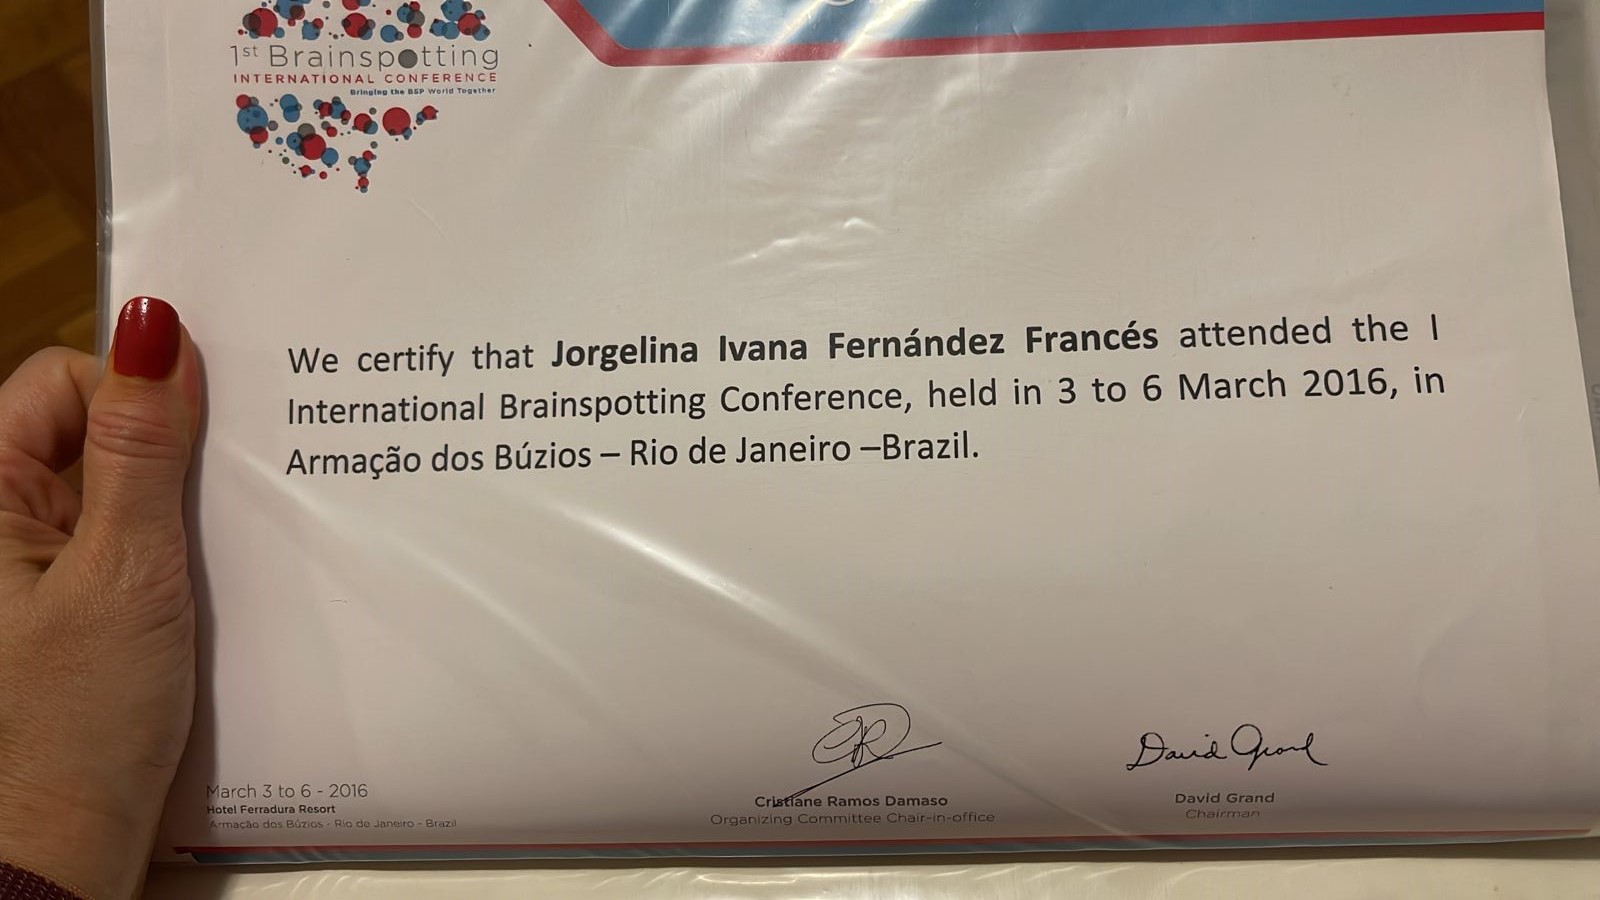 1st Brainspotting
INTERNATIONAL CONFERENCE
Bringing the BSP World Together
We certify that Jorgelina Ivana Fernández Francés attended the I
International Brainspotting Conference, held in 3 to 6 March 2016, in
Armação dos Búzios – Rio de Janeiro –Brazil.
David Grand
March 3 to 6 - 2016
Hotel Ferradura Resort
Armação dos Búzios - Rio de Janeiro - Brazil
Cristiane Ramos Damaso
Organizing Committee Chair-in-office
David Grand
Chairman